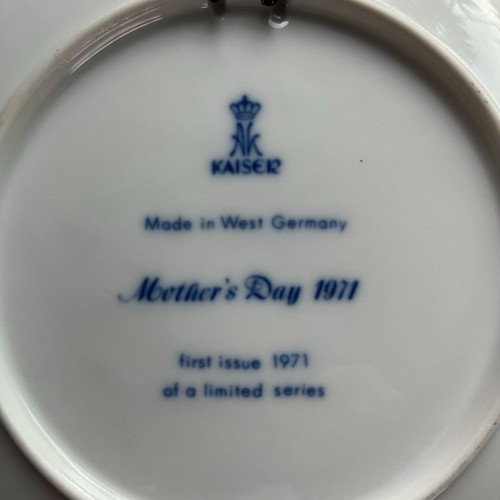 KAISER
Made in West Germany
Mother's Day 1971
first issue 1971
of a limited series